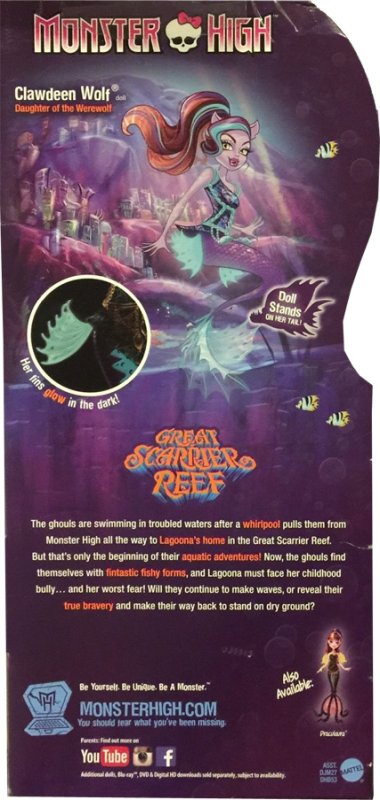 MONSTER HIGH
Clawdeen Wolf® doll
Daughter of the Werewolf
Doll
Stands
ON HER TAIL!
Her fins glow in the dark!
GREAT
SCARRIER
REEF
The ghouls are swimming in troubled waters after a whirlpool pulls them from
Monster High all the way to Lagoona's home in the Great Scarrier Reef.
But that's only the beginning of their aquatic adventures! Now, the ghouls find
themselves with fintastic fishy forms, and Lagoona must face her childhood
bully... and her worst fear! Will they continue to make waves, or reveal their
true bravery and make their way back to stand on dry ground?
Also
Available:
Draculaura®
Be Yourself. Be Unique. Be A Monster.™
MONSTERHIGH.COM
You should tear what you've been missing.
Parents: Find out more on
YouTube f
Additional dolls, Blu-ray™, DVD & Digital HD downloads sold separately, subject to availability.
ASST.
DJB27
DHB53
MATTEL